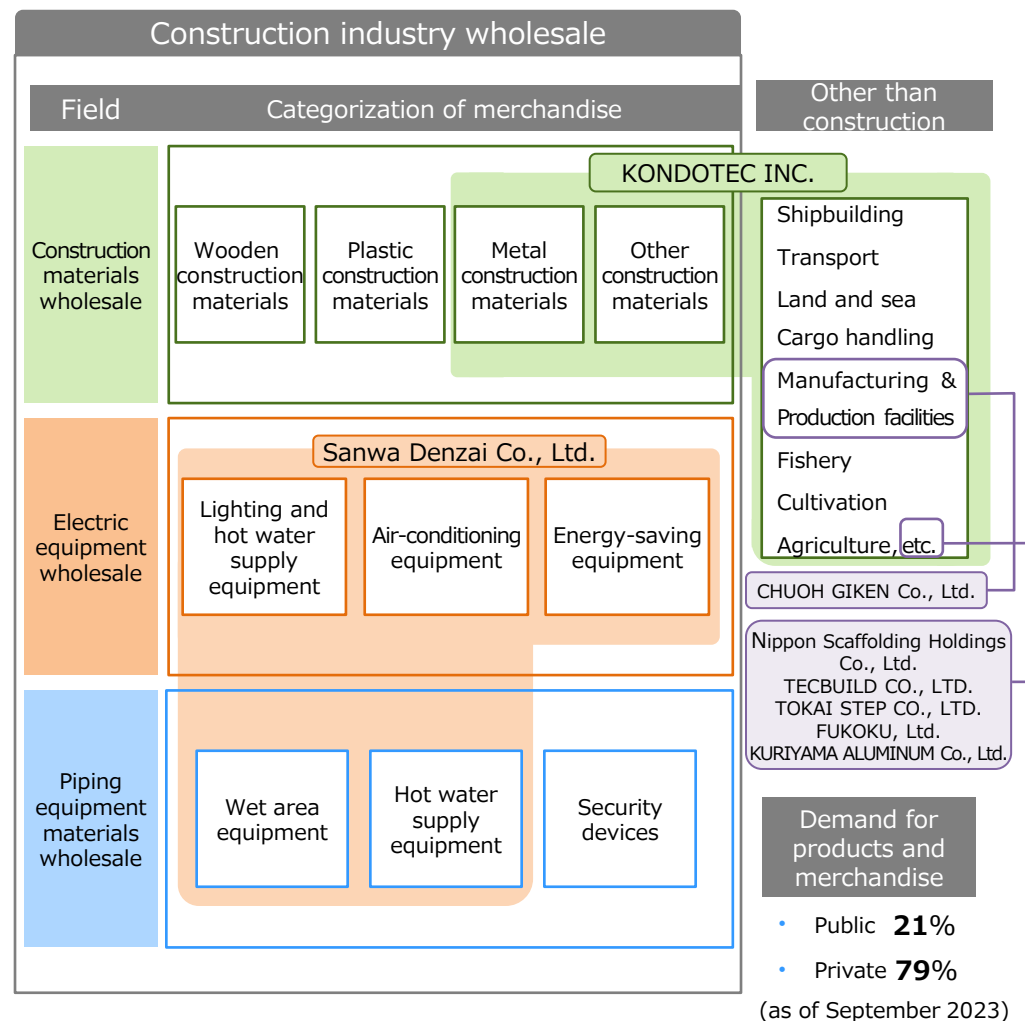 Construction industry wholesale
Field
Categorization of merchandise
Other than
construction
Construction
materials
wholesale
KONDOTEC INC.
Wooden
construction
materials
Plastic
construction
materials
Metal
construction
materials
Other
construction
materials
Shipbuilding
Transport
Land and sea
Cargo handling
Manufacturing &
Production facilities
Fishery
Cultivation
Agriculture, etc.
Electric
equipment
wholesale
Sanwa Denzai Co., Ltd.
Lighting and
hot water
supply
equipment
Air-conditioning
equipment
Energy-saving
equipment
CHUOH GIKEN Co., Ltd.
Nippon Scaffolding Holdings
Co., Ltd.
TECBUILD CO., LTD.
TOKAI STEP CO., LTD.
FUKOKU, Ltd.
KURIYAMA ALUMINUM Co., Ltd.
Piping
equipment
materials
wholesale
Wet area
equipment
Hot water
supply
equipment
Security
devices
Demand for
products and
merchandise
• Public 21%
• Private 79%
(as of September 2023)